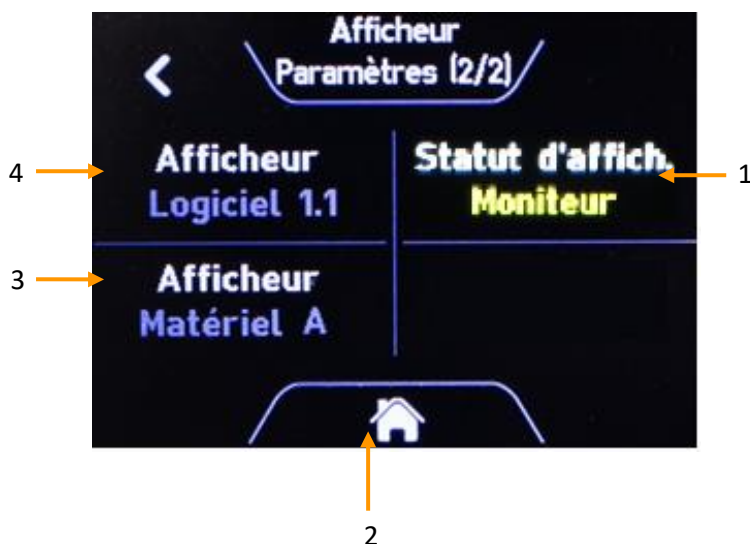 Afficheur
Paramètres (2/2)
Afficheur
Logiciel 1.1
Statut d'affich.
Moniteur
Afficheur
Matériel A
4
1
3
2